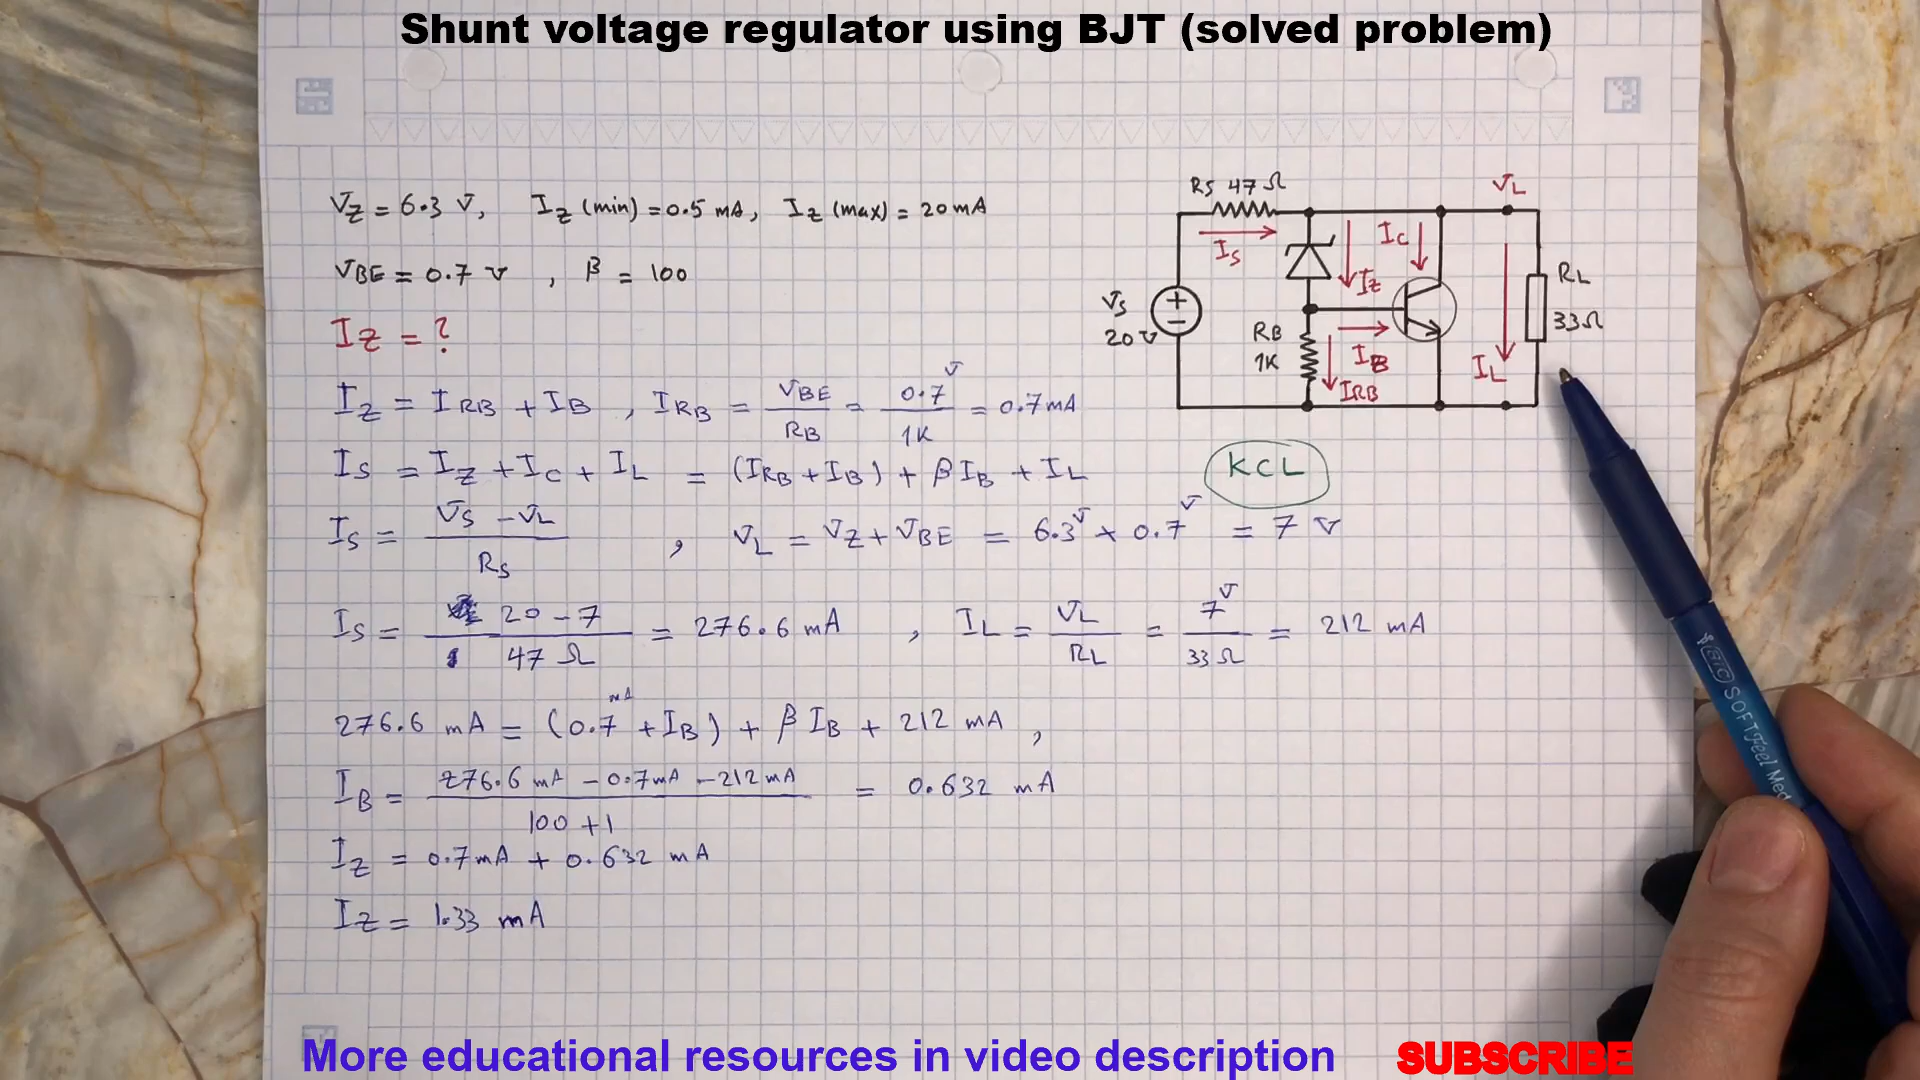 Shunt voltage regulator using BJT (solved problem)
VZ = 6.3 V, IZ (min) = 0.5 mA, IZ (max) = 20 mA
VBE = 0.7 V , β = 100
IZ = ?
IZ = IRB + IB , IRB = VBE / RB = 0.7 V / 1K = 0.7 mA
IS = IZ + IC + IL = (IRB + IB) + β IB + IL
KCL
IS = VS - VL / RS , VL = VZ + VBE = 6.3 V + 0.7 V = 7 V
IS = 20 - 7 / 47 Ω = 276.6 mA , IL = VL / RL = 7 V / 33 Ω = 212 mA
276.6 mA = (0.7 mA + IB) + β IB + 212 mA ,
IB = 276.6 mA - 0.7 mA - 212 mA / 100 + 1 = 0.632 mA
IZ = 0.7 mA + 0.632 mA
IZ = 1.33 mA
RS 47 Ω
VL
IS
IC
IZ
RL
33 Ω
VS
20 V
RB
1K
IB
IL
IRB
BIC SOFTFeel Med
More educational resources in video description
SUBSCRIBE